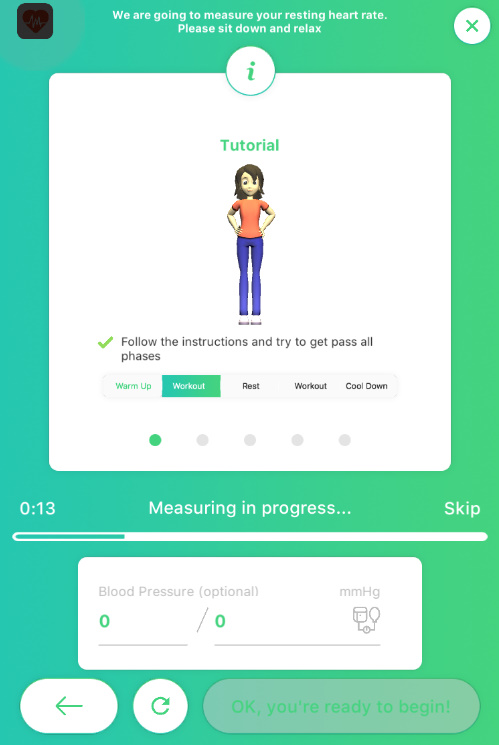 We are going to measure your resting heart rate.
Please sit down and relax
i
Tutorial
Follow the instructions and try to get pass all
phases
Warm Up Workout Rest Workout Cool Down
0:13 Measuring in progress... Skip
Blood Pressure (optional) mmHg
0 / 0
OK, you're ready to begin!